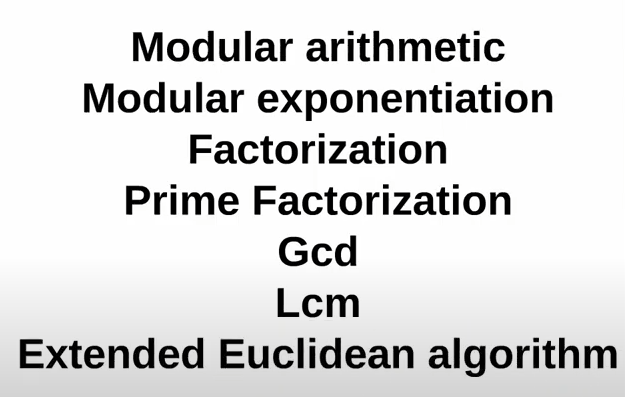 Modular arithmetic
Modular exponentiation
Factorization
Prime Factorization
Gcd
Lcm
Extended Euclidean algorithm